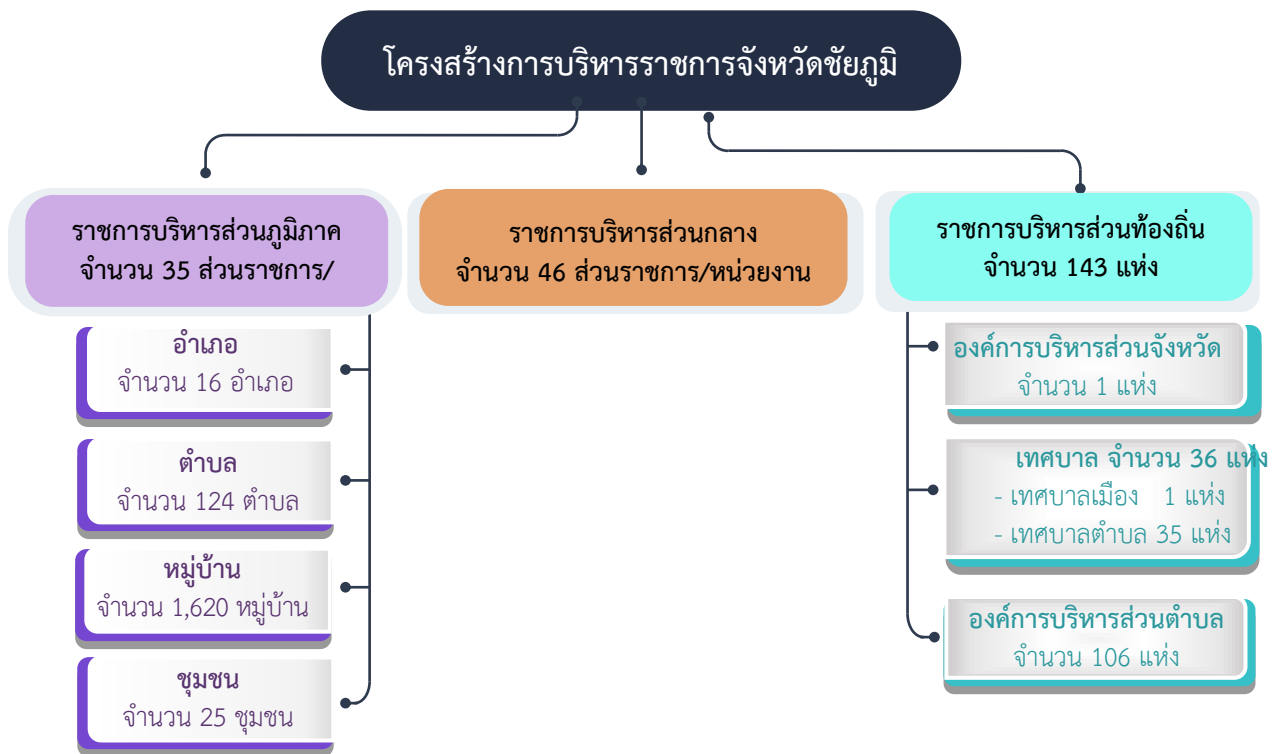 โครงสร้างการบริหารราชการจังหวัดชัยภูมิ
ราชการบริหารส่วนภูมิภาค
จำนวน 35 ส่วนราชการ/
อำเภอ
จำนวน 16 อำเภอ
ตำบล
จำนวน 124 ตำบล
หมู่บ้าน
จำนวน 1,620 หมู่บ้าน
ชุมชน
จำนวน 25 ชุมชน
ราชการบริหารส่วนกลาง
จำนวน 46 ส่วนราชการ/หน่วยงาน
ราชการบริหารส่วนท้องถิ่น
จำนวน 143 แห่ง
องค์การบริหารส่วนจังหวัด
จำนวน 1 แห่ง
เทศบาล จำนวน 36 แห่ง
- เทศบาลเมือง 1 แห่ง
- เทศบาลตำบล 35 แห่ง
องค์การบริหารส่วนตำบล
จำนวน 106 แห่ง